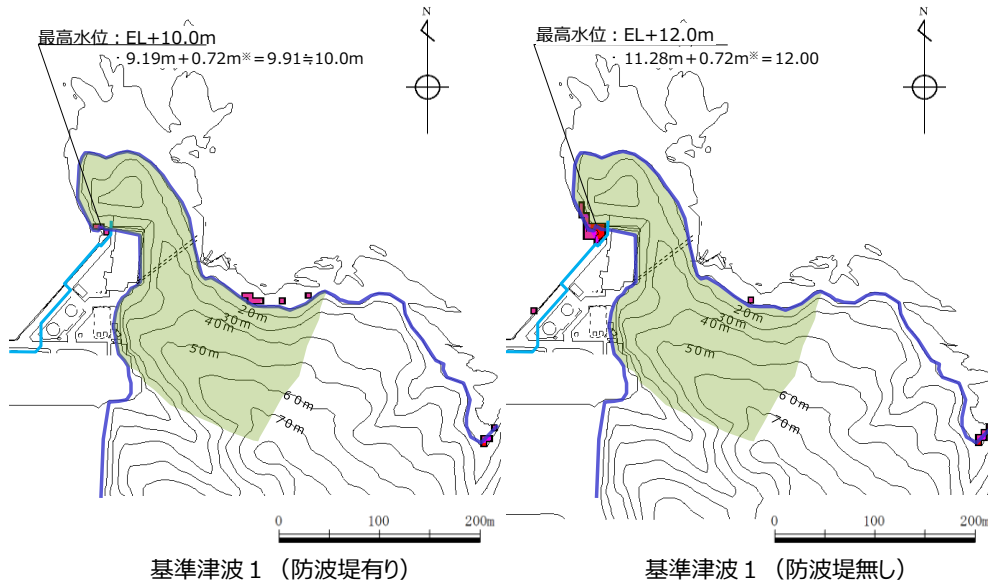 N
最高水位：EL+10.0m
・9.19m＋0.72m※＝9.91≒10.0m
20m
30m
40m
50m
60m
70m
0 100 200m
基準津波１（防波堤有り）
N
最高水位：EL+12.0m
・11.28m＋0.72m※＝12.00
20m
30m
40m
50m
60m
70m
0 100 200m
基準津波１（防波堤無し）